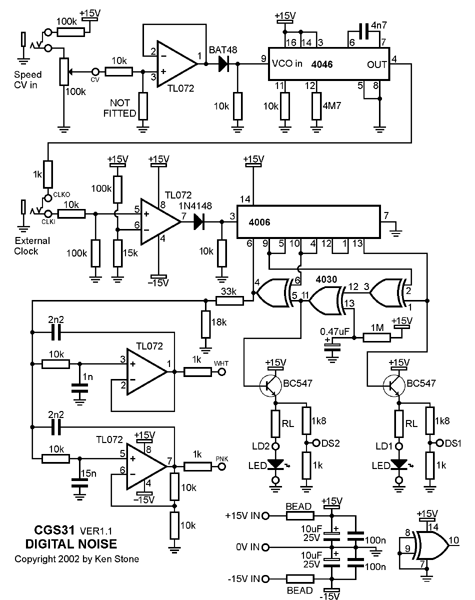 +15V
100k
Speed
CV in
100k
CV
10k
NOT
FITTED
2
3
1
TL072
BAT48
10k
+15V
16 14 3
6 7
4n7
9
VCO in
4046
OUT
4
11 12
5 8
10k
4M7
1k
CLKO
CLKI
External
Clock
10k
+15V
100k
+15V
TL072
8
5
6
7
4
-15V
100k
15k
1N4148
10k
+15V
14
3
4006
7
6 9 5 10 4 12 1 13
4030
4
6
5
11
12
13
3
2
1
33k
18k
0.47uF
1M
+15V
2n2
10k
1n
TL072
3
2
1
1k
WHT
+15V
BC547
RL
1k8
LD2
DS2
LED
1k
+15V
BC547
RL
1k8
LD1
DS1
LED
1k
2n2
10k
15n
TL072
+15V
8
5
6
7
4
-15V
1k
PNK
10k
10k
CGS31 VER1.1
DIGITAL NOISE
Copyright 2002 by Ken Stone
+15V IN
BEAD
+15V
10uF
25V
100n
0V IN
10uF
25V
100n
-15V IN
BEAD
-15V
+15V
14
8
9
7
10